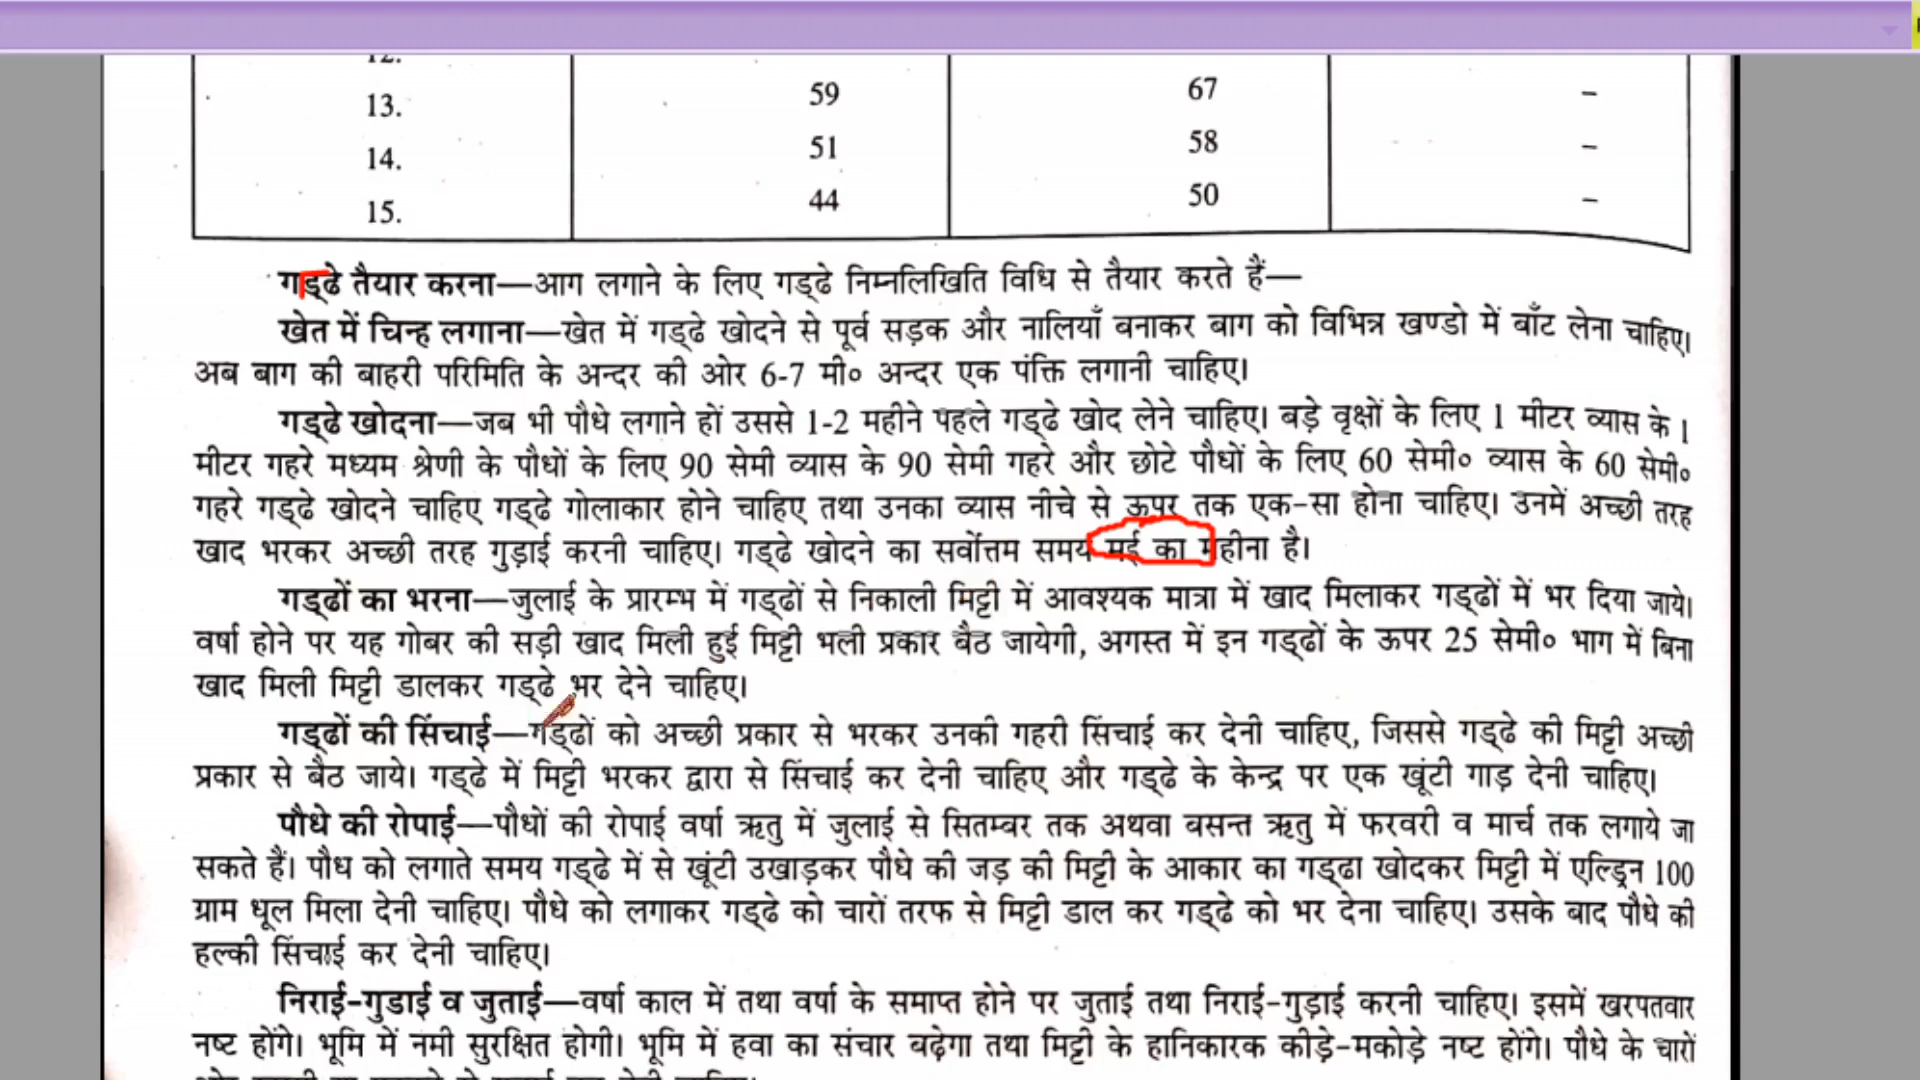 12.
13. 59 67 –
14. 51 58 –
15. 44 50 –
गड्ढे तैयार करना—आग लगाने के लिए गड्ढे निम्नलिखिति विधि से तैयार करते हैं—
खेत में चिन्ह लगाना—खेत में गड्ढे खोदने से पूर्व सड़क और नालियाँ बनाकर बाग को विभिन्न खण्डो में बाँट लेना चाहिए।
अब बाग की बाहरी परिमिति के अन्दर की ओर 6-7 मी० अन्दर एक पंक्ति लगानी चाहिए।
गड्ढे खोदना—जब भी पौधे लगाने हों उससे 1-2 महीने पहले गड्ढे खोद लेने चाहिए। बड़े वृक्षों के लिए 1 मीटर व्यास के 1
मीटर गहरे मध्यम श्रेणी के पौधों के लिए 90 सेमी व्यास के 90 सेमी गहरे और छोटे पौधों के लिए 60 सेमी० व्यास के 60 सेमी०
गहरे गड्ढे खोदने चाहिए गड्ढे गोलाकार होने चाहिए तथा उनका व्यास नीचे से ऊपर तक एक-सा होना चाहिए। उनमें अच्छी तरह
खाद भरकर अच्छी तरह गुड़ाई करनी चाहिए। गड्ढे खोदने का सर्वोत्तम समय मई का महीना है।
गड्ढों का भरना—जुलाई के प्रारम्भ में गड्ढों से निकाली मिट्टी में आवश्यक मात्रा में खाद मिलाकर गड्ढों में भर दिया जाये।
वर्षा होने पर यह गोबर की सड़ी खाद मिली हुई मिट्टी भली प्रकार बैठ जायेगी, अगस्त में इन गड्ढों के ऊपर 25 सेमी० भाग में बिना
खाद मिली मिट्टी डालकर गड्ढे भर देने चाहिए।
गड्ढों की सिंचाई—गड्ढों को अच्छी प्रकार से भरकर उनकी गहरी सिंचाई कर देनी चाहिए, जिससे गड्ढे की मिट्टी अच्छी
प्रकार से बैठ जाये। गड्ढे में मिट्टी भरकर द्वारा से सिंचाई कर देनी चाहिए और गड्ढे के केन्द्र पर एक खूंटी गाड़ देनी चाहिए।
पौधे की रोपाई—पौधों की रोपाई वर्षा ऋतु में जुलाई से सितम्बर तक अथवा बसन्त ऋतु में फरवरी व मार्च तक लगाये जा
सकते हैं। पौध को लगाते समय गड्ढे में से खूंटी उखाड़कर पौधे की जड़ की मिट्टी के आकार का गड्ढा खोदकर मिट्टी में एल्ड्रिन 100
ग्राम धूल मिला देनी चाहिए। पौधे को लगाकर गड्ढे को चारों तरफ से मिट्टी डाल कर गड्ढे को भर देना चाहिए। उसके बाद पौधे की
हल्की सिंचाई कर देनी चाहिए।
निराई-गुडाई व जुताई—वर्षा काल में तथा वर्षा के समाप्त होने पर जुताई तथा निराई-गुड़ाई करनी चाहिए। इसमें खरपतवार
नष्ट होंगे। भूमि में नमी सुरक्षित होगी। भूमि में हवा का संचार बढ़ेगा तथा मिट्टी के हानिकारक कीड़े-मकोड़े नष्ट होंगे। पौधे के चारों